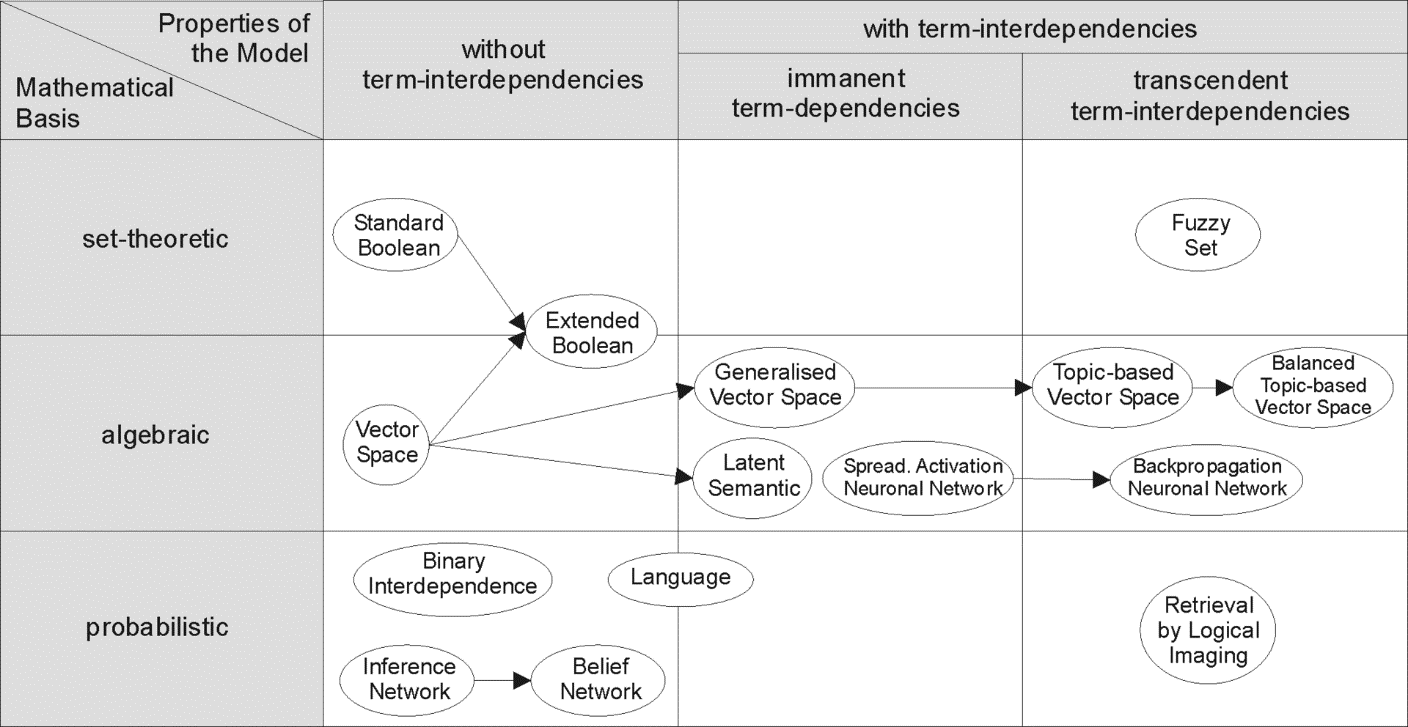 Properties of
the Model
Mathematical
Basis
without
term-interdependencies
with term-interdependencies
immanent
term-dependencies
transcendent
term-interdependencies
set-theoretic
Standard
Boolean
Fuzzy
Set
Extended
Boolean
algebraic
Vector
Space
Generalised
Vector Space
Topic-based
Vector Space
Balanced
Topic-based
Vector Space
Latent
Semantic
Spread. Activation
Neuronal Network
Backpropagation
Neuronal Network
probabilistic
Binary
Interdependence
Language
Retrieval
by Logical
Imaging
Inference
Network
Belief
Network